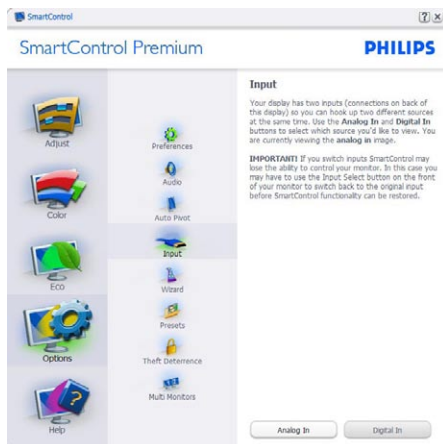 SmartControl
SmartControl Premium
PHILIPS
Adjust
Color
Eco
Options
Help
Preferences
Audio
Auto Pivot
Input
Wizard
Presets
Theft Deterrence
Multi Monitors
Input
Your display has two inputs (connections on back of
the display) so you can hook up two different sources
at the same time. Use the Analog In and Digital In
buttons to select which source you'd like to view. You
are currently viewing the analog in image.
IMPORTANT! If you switch inputs SmartControl may
lose the ability to control your monitor. In this case you
may have to use the Input Select button on the front
of your monitor to switch back to the original input
before SmartControl functionality can be restored.
Analog In
Digital In